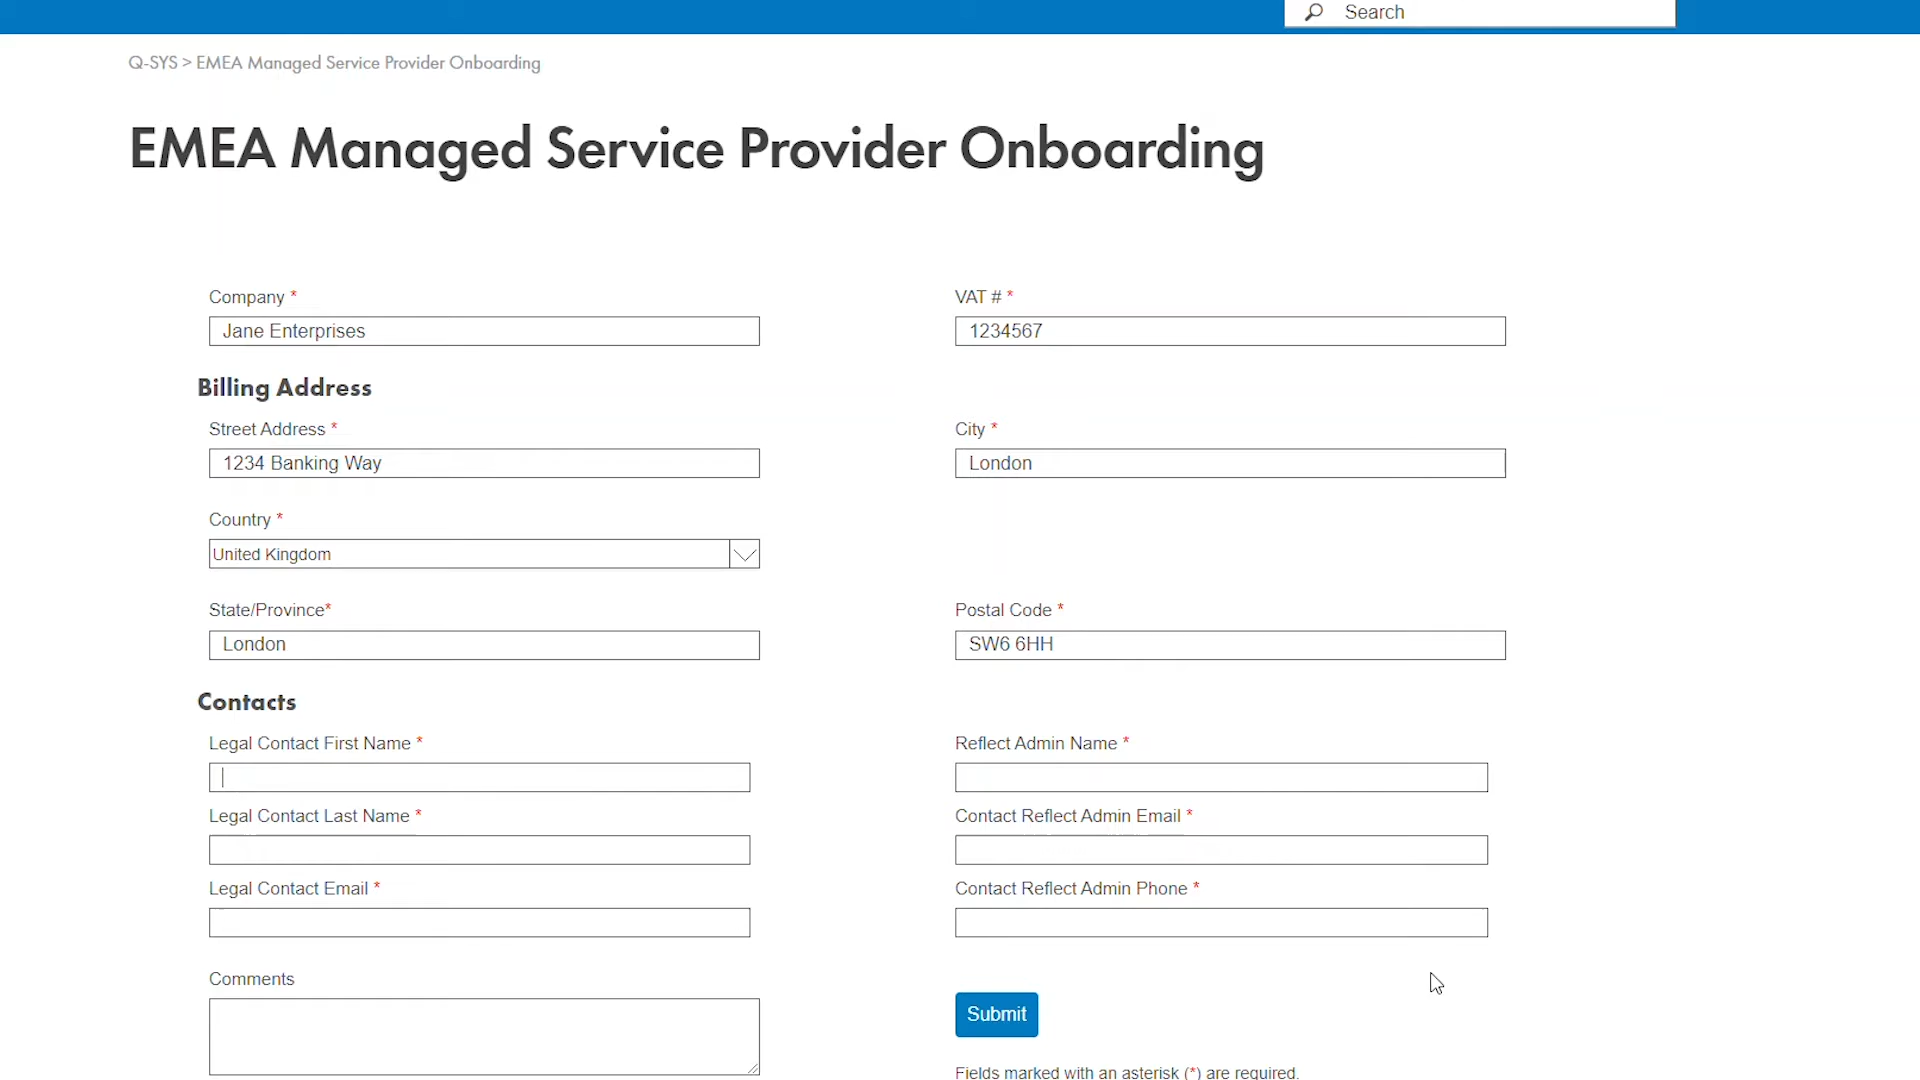 Search
Q-SYS > EMEA Managed Service Provider Onboarding
EMEA Managed Service Provider Onboarding
Company *
VAT # *
Jane Enterprises
1234567
Billing Address
Street Address *
City *
1234 Banking Way
London
Country *
United Kingdom
State/Province*
Postal Code *
London
SW6 6HH
Contacts
Legal Contact First Name *
Reflect Admin Name *
Legal Contact Last Name *
Contact Reflect Admin Email *
Legal Contact Email *
Contact Reflect Admin Phone *
Comments
Submit
Fields marked with an asterisk (*) are required.